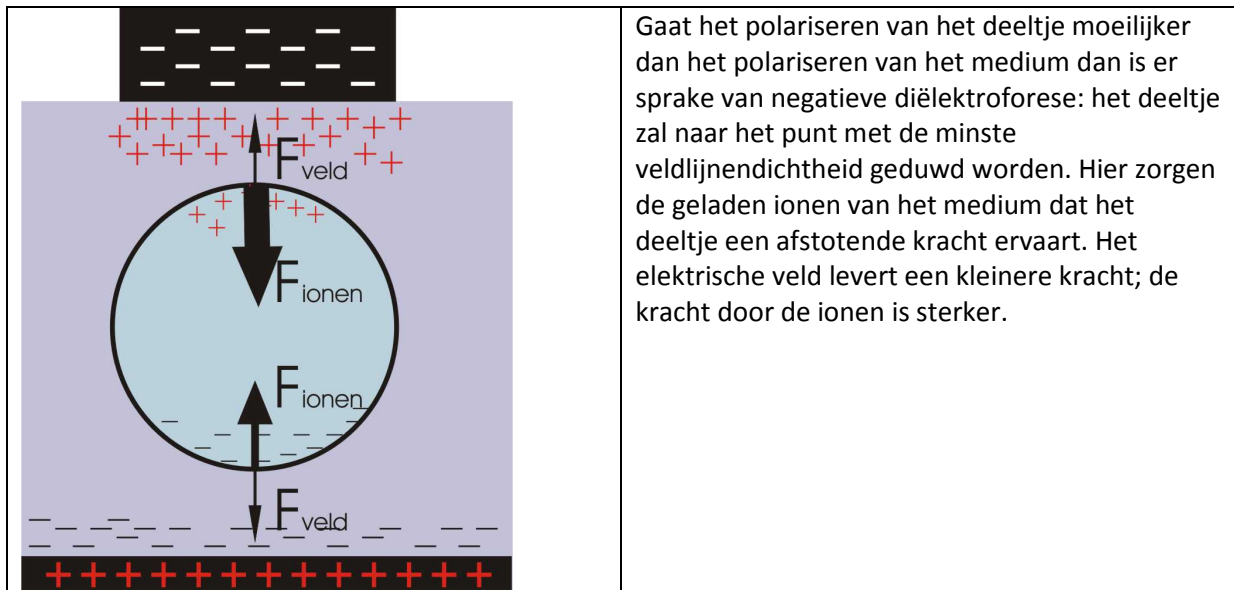 Gaat het polariseren van het deeltje moeilijker
dan het polariseren van het medium dan is er
sprake van negatieve diëlektroforese: het deeltje
zal naar het punt met de minste
veldlijnendichtheid geduwd worden. Hier zorgen
de geladen ionen van het medium dat het
deeltje een afstotende kracht ervaart. Het
elektrische veld levert een kleinere kracht; de
kracht door de ionen is sterker.
Fveld
Fionen
Fionen
Fveld